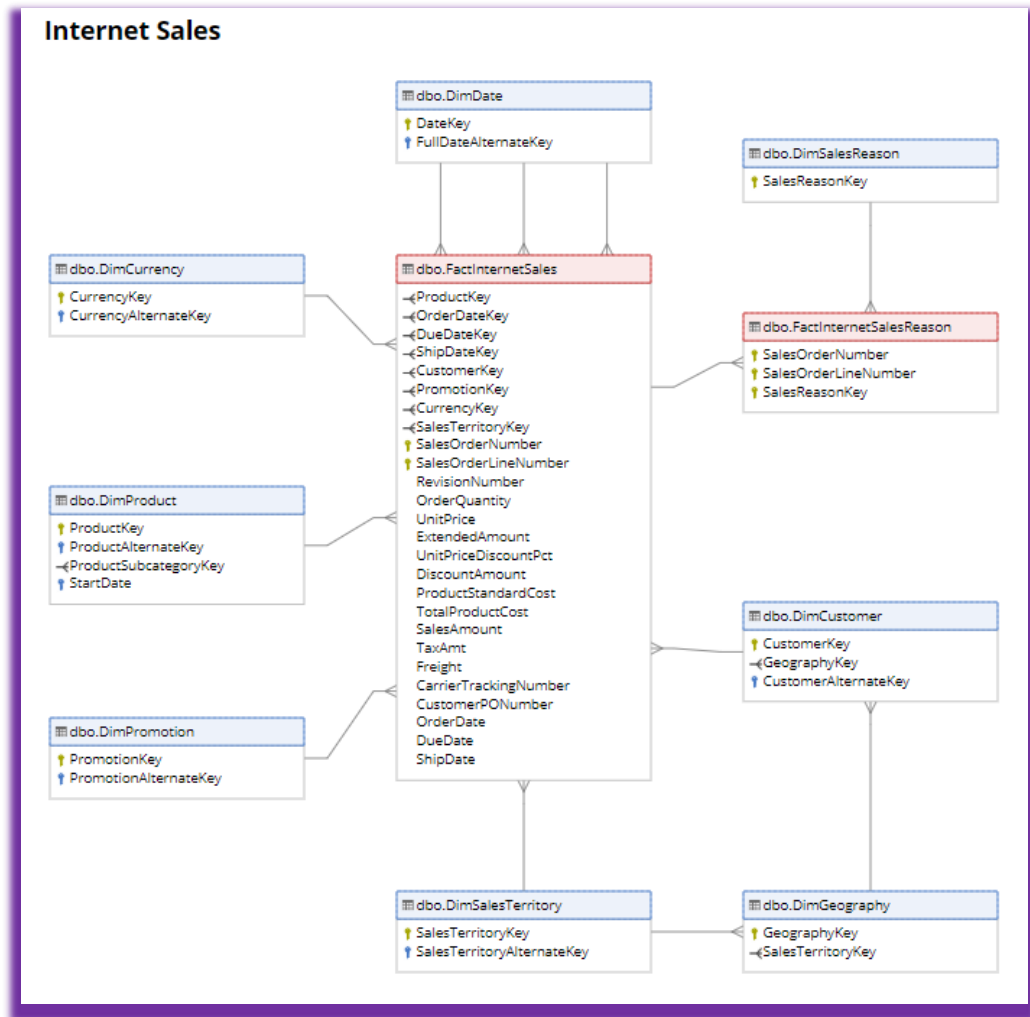 Internet Sales
dbo.DimDate
DateKey
FullDateAlternateKey
dbo.DimSalesReason
SalesReasonKey
dbo.DimCurrency
CurrencyKey
CurrencyAlternateKey
dbo.FactInternetSales
ProductKey
OrderDateKey
DueDateKey
ShipDateKey
CustomerKey
PromotionKey
CurrencyKey
SalesTerritoryKey
SalesOrderNumber
SalesOrderLineNumber
RevisionNumber
OrderQuantity
UnitPrice
ExtendedAmount
UnitPriceDiscountPct
DiscountAmount
ProductStandardCost
TotalProductCost
SalesAmount
TaxAmt
Freight
CarrierTrackingNumber
CustomerPONumber
OrderDate
DueDate
ShipDate
dbo.FactInternetSalesReason
SalesOrderNumber
SalesOrderLineNumber
SalesReasonKey
dbo.DimProduct
ProductKey
ProductAlternateKey
ProductSubcategoryKey
StartDate
dbo.DimCustomer
CustomerKey
GeographyKey
CustomerAlternateKey
dbo.DimPromotion
PromotionKey
PromotionAlternateKey
dbo.DimSalesTerritory
SalesTerritoryKey
SalesTerritoryAlternateKey
dbo.DimGeography
GeographyKey
SalesTerritoryKey